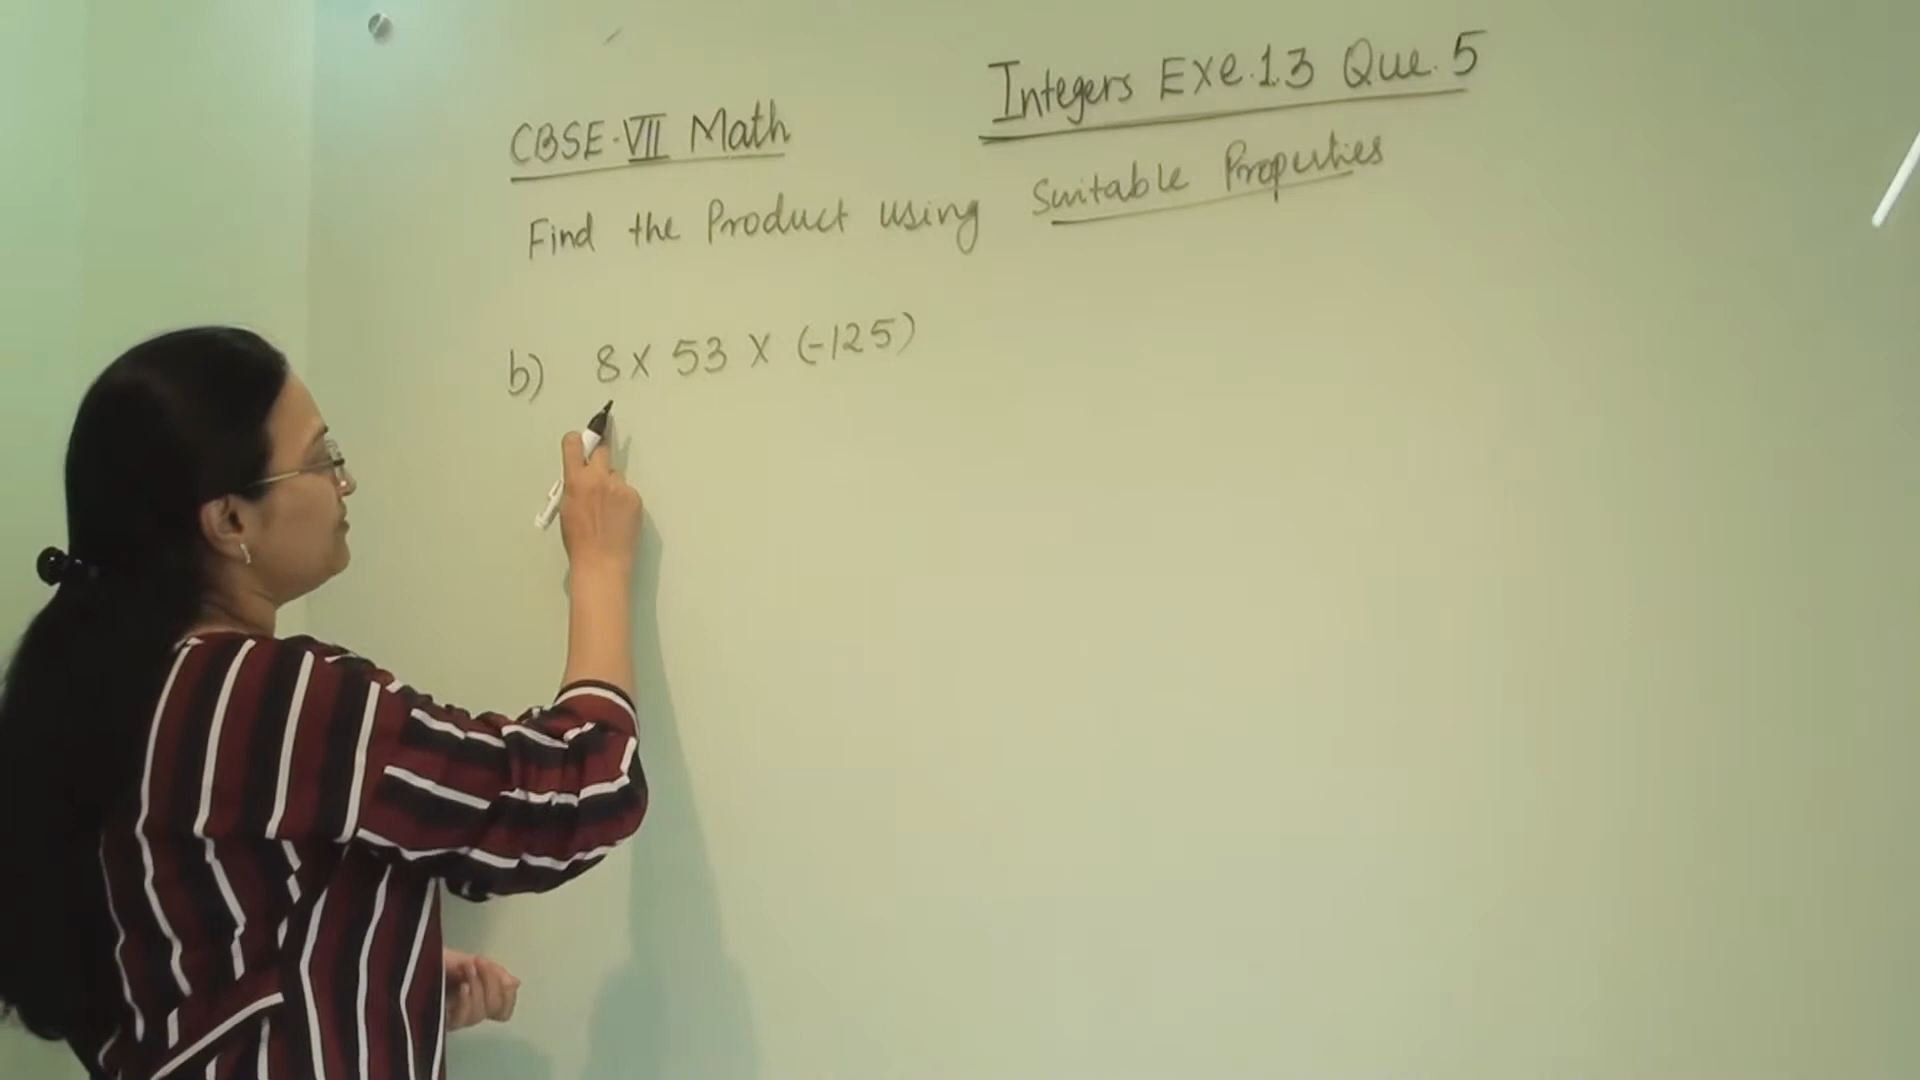 Integers Exe.1.3 Que.5
CBSE-VII Math
Find the Product using Suitable Properties
b) 8 x 53 x (-125)